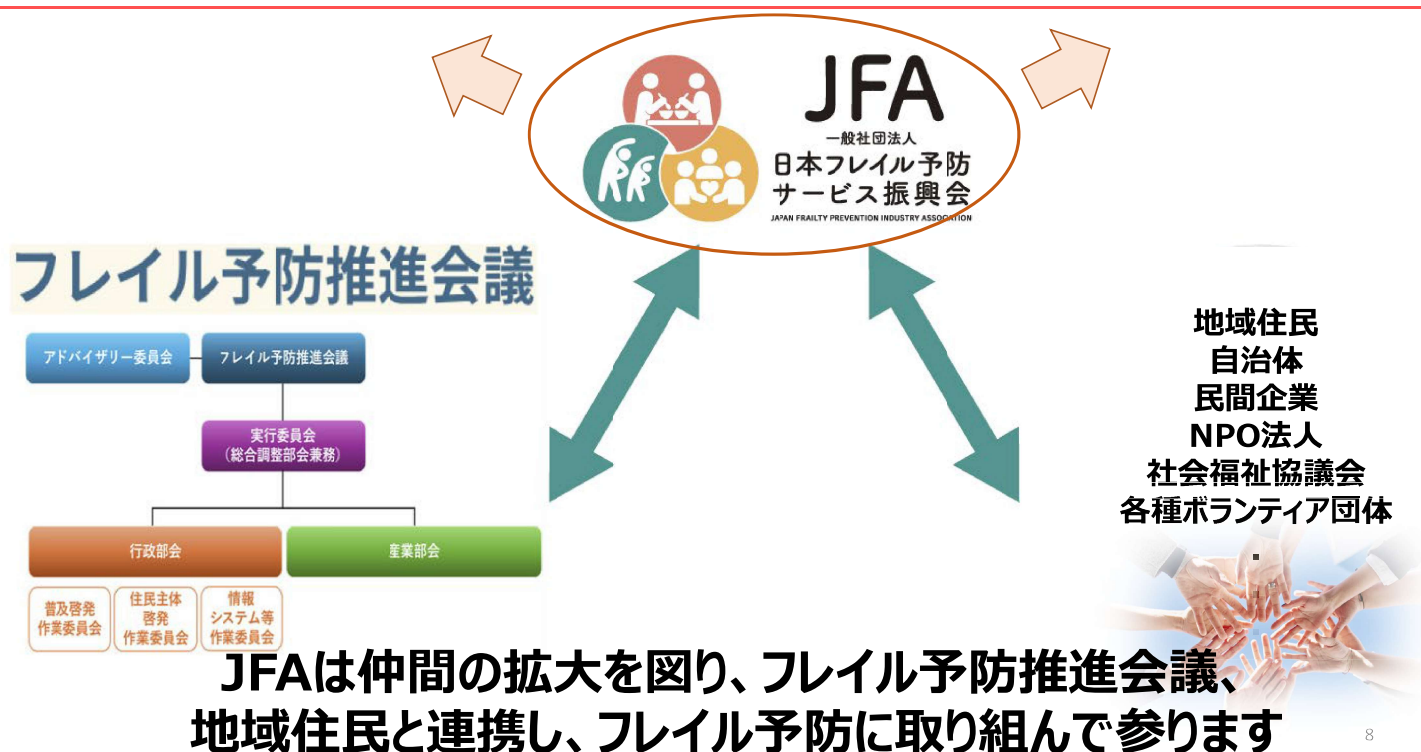 JFA
一般社団法人
日本フレイル予防
サービス振興会
JAPAN FRAILTY PREVENTION INDUSTRY ASSOCIATION
フレイル予防推進会議
アドバイザリー委員会
フレイル予防推進会議
実行委員会
（総合調整部会兼務）
行政部会
産業部会
普及啓発
作業委員会
住民主体
啓発
作業委員会
情報
システム等
作業委員会
地域住民
自治体
民間企業
NPO法人
社会福祉協議会
各種ボランティア団体
JFAは仲間の拡大を図り、フレイル予防推進会議、
地域住民と連携し、フレイル予防に取り組んで参ります
8